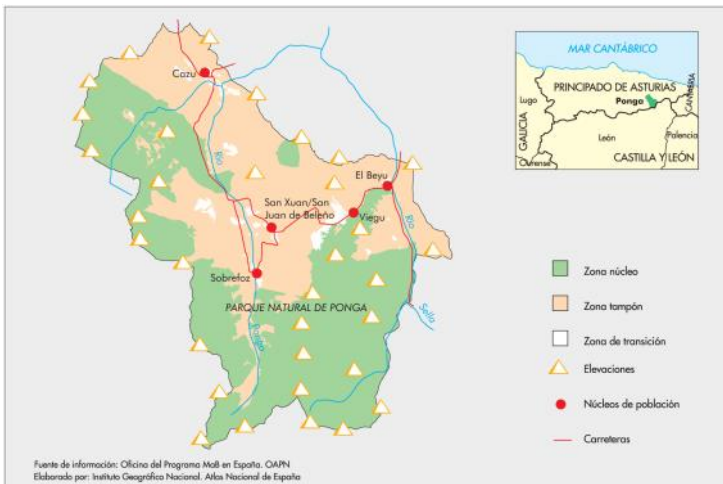 Cazu
Río
El Beyu
San Xuan/San
Juan de Beleño
Viegu
Río
Sobrefoz
PARQUE NATURAL DE PONGA
Ponga
Sella
MAR CANTÁBRICO
PRINCIPADO DE ASTURIAS
Lugo
Ponga
CANTABRIA
GALICIA
León
Palencia
Ourense
CASTILLA Y LEÓN
Zona núcleo
Zona tampón
Zona de transición
Elevaciones
Núcleos de población
Carreteras
Fuente de información: Oficina del Programa MaB en España. OAPN
Elaborado por: Instituto Geográfico Nacional. Atlas Nacional de España